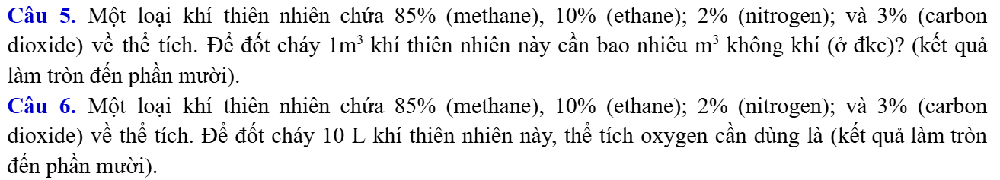 Câu 5. Một loại khí thiên nhiên chứa 85% (methane), 10% (ethane); 2% (nitrogen); và 3% (carbon
dioxide) về thể tích. Để đốt cháy 1m³ khí thiên nhiên này cần bao nhiêu m³ không khí (ở đkc)? (kết quả
làm tròn đến phần mười).
Câu 6. Một loại khí thiên nhiên chứa 85% (methane), 10% (ethane); 2% (nitrogen); và 3% (carbon
dioxide) về thể tích. Để đốt cháy 10 L khí thiên nhiên này, thể tích oxygen cần dùng là (kết quả làm tròn
đến phần mười).